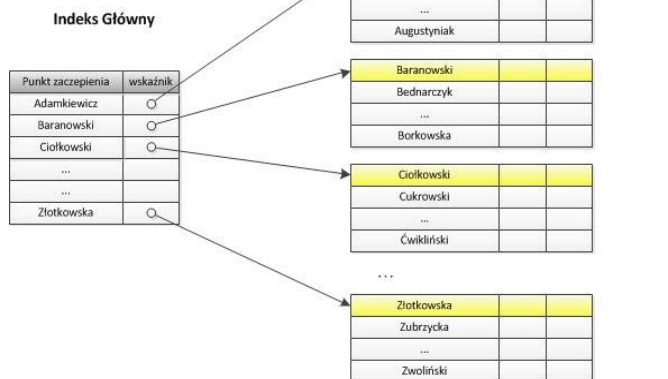 Indeks Główny
Punkt zaczepienia wskaźnik
Adamkiewicz
Baranowski
Ciołkowski
...
...
Złotkowska
...
Augustyniak
Baranowski
Bednarczyk
...
Borkowska
Ciołkowski
Cukrowski
...
Ćwikliński
...
Złotkowska
Zubrzycka
...
Zwoliński